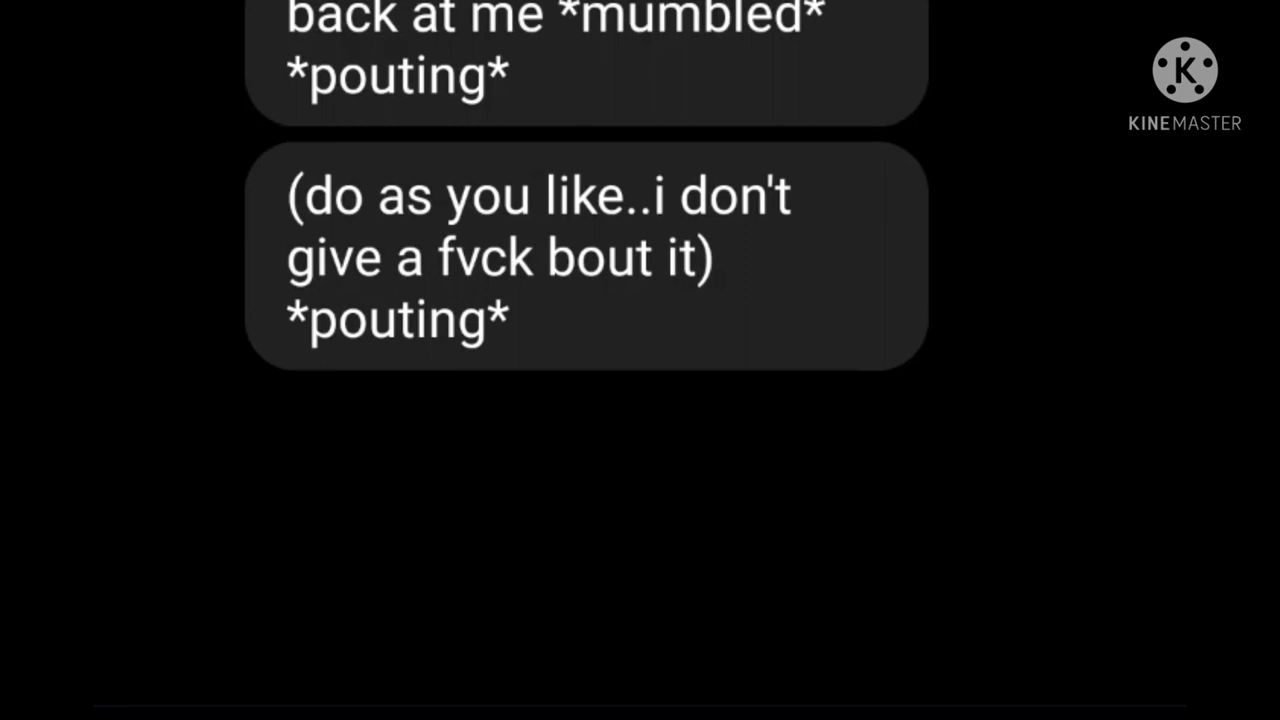 back at me *mumbled*
*pouting*
(do as you like..i don't
give a fvck bout it)
*pouting*
K
KINEMASTER